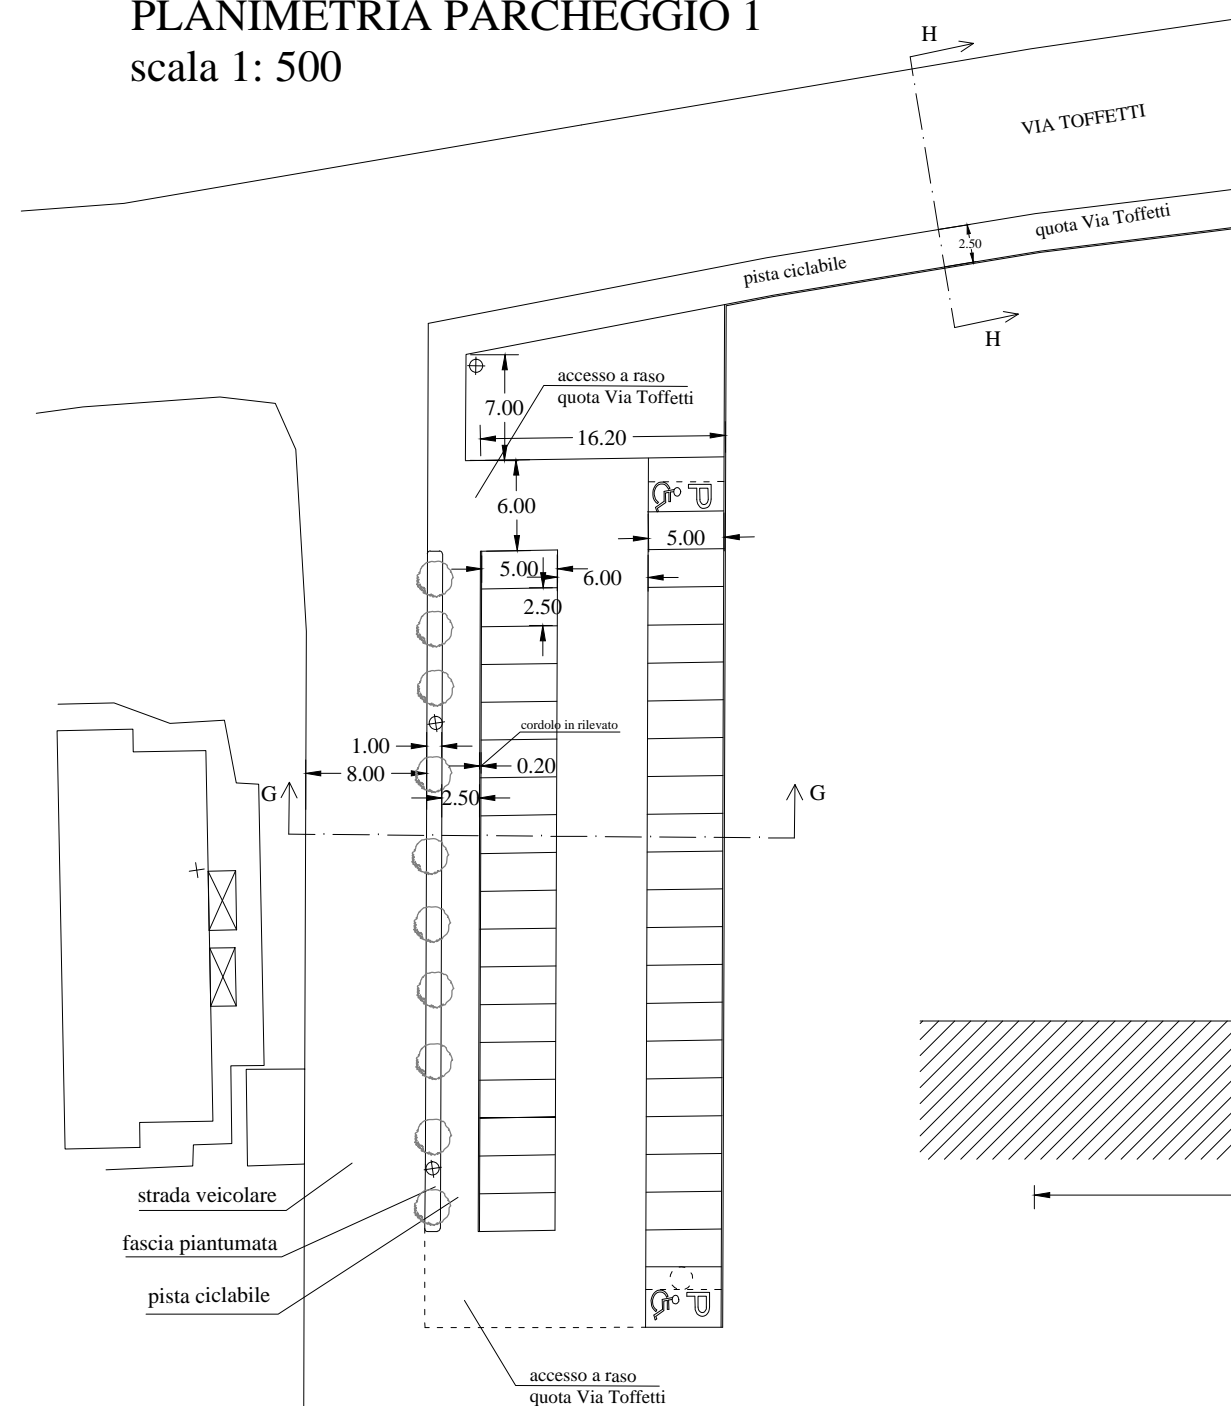 PLANIMETRIA PARCHEGGIO 1
scala 1: 500
H
VIA TOFFETTI
quota Via Toffetti
2.50
pista ciclabile
H
accesso a raso
quota Via Toffetti
7.00
16.20
P
6.00
5.00
5.00
6.00
2.50
cordolo in rilevato
1.00
0.20
8.00
2.50
G
G
strada veicolare
fascia piantumata
pista ciclabile
P
accesso a raso
quota Via Toffetti